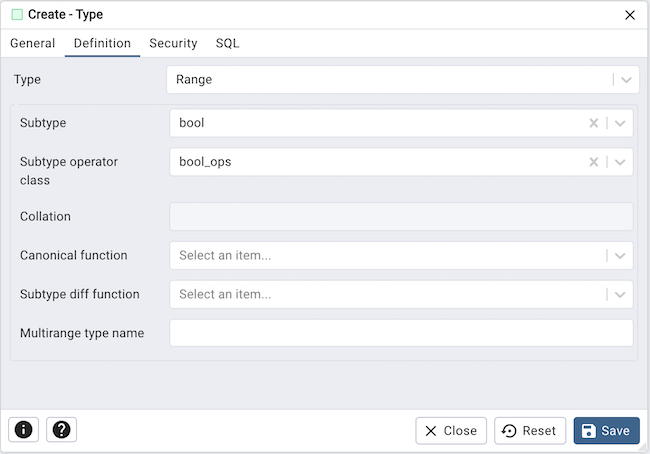 Create - Type
General Definition Security SQL
Type Range
Subtype bool
Subtype operator class bool_ops
Collation
Canonical function Select an item...
Subtype diff function Select an item...
Multirange type name
Close Reset Save